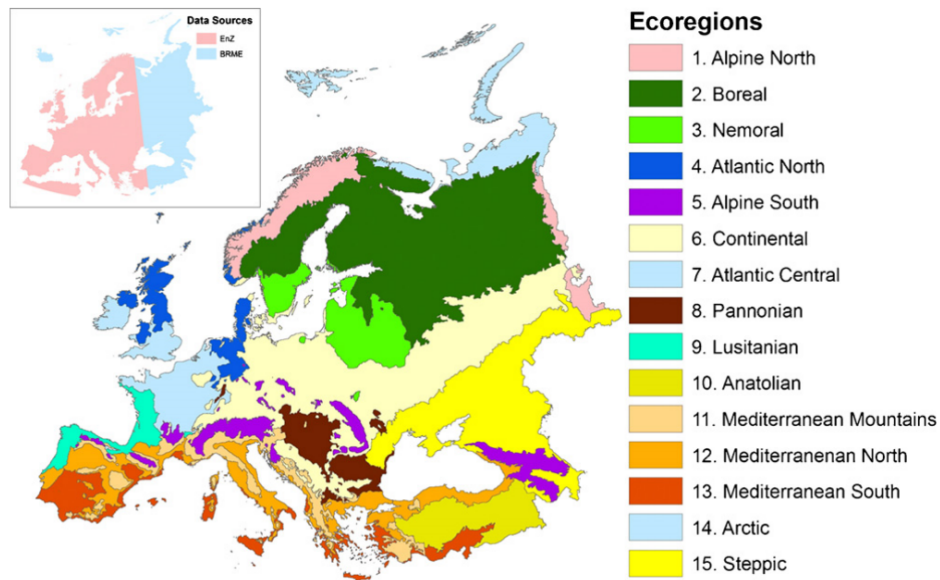 Data Sources
EnZ
BRME
Ecoregions
1. Alpine North
2. Boreal
3. Nemoral
4. Atlantic North
5. Alpine South
6. Continental
7. Atlantic Central
8. Pannonian
9. Lusitanian
10. Anatolian
11. Mediterranean Mountains
12. Mediterranenan North
13. Mediterranean South
14. Arctic
15. Steppic